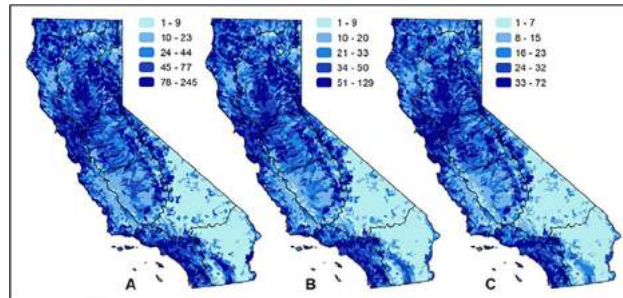 1 - 9
10 - 23
24 - 44
45 - 77
78 - 245
1 - 9
10 - 20
21 - 33
34 - 50
51 - 129
1 - 7
8 - 15
16 - 23
24 - 32
33 - 72
A
B
C